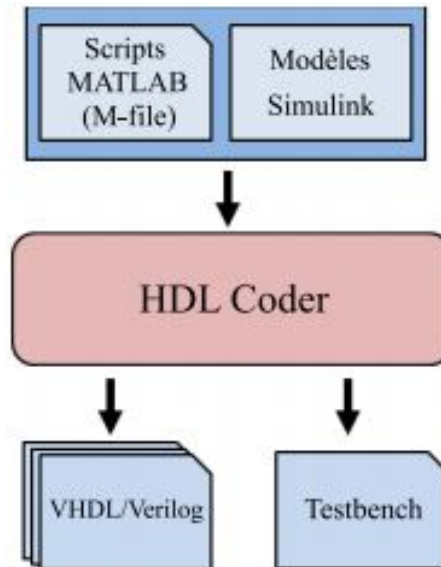 Scripts
MATLAB
(M-file)
Modèles
Simulink
HDL Coder
VHDL/Verilog
Testbench